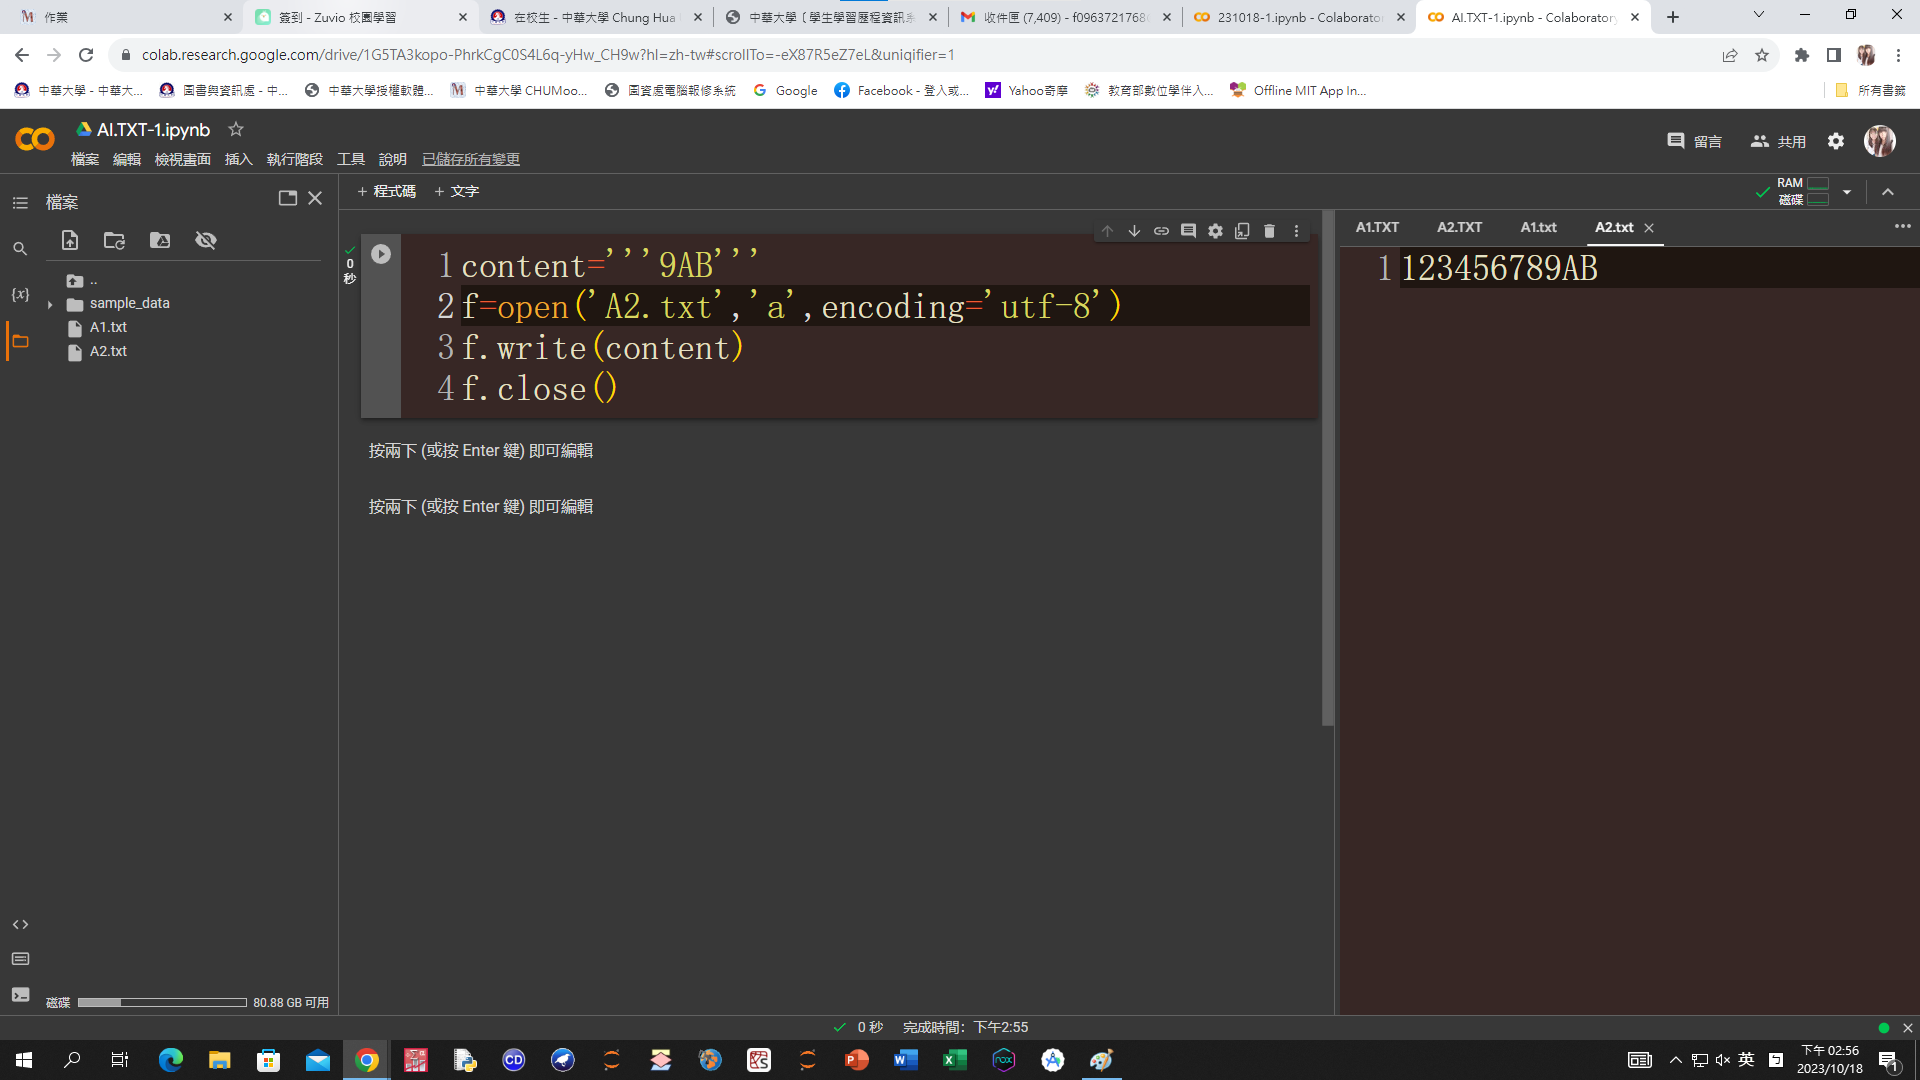 作業
簽到 - Zuvio 校園學習
在校生 - 中華大學 Chung Hua
中華大學〔學生學習歷程資訊系
收件匣 (7,409) - f0963721768
231018-1.ipynb - Colaborator
AI.TXT-1.ipynb - Colaboratory
colab.research.google.com/drive/1G5TA3kopo-PhrkCgC0S4L6q-yHw_CH9w?hl=zh-tw#scrollTo=-eX87R5eZ7eL&uniqifier=1
中華大學 - 中華大...
圖書與資訊處 - 中...
中華大學授權軟體...
中華大學 CHUMoo...
圖資處電腦報修系統
Google
Facebook - 登入或...
Yahoo奇摩
教育部數位學伴入...
Offline MIT App In...
所有書籤
AI.TXT-1.ipynb
檔案 編輯 檢視畫面 插入 執行階段 工具 說明 已儲存所有變更
留言
共用
檔案
+ 程式碼 + 文字
RAM
磁碟
..
sample_data
A1.txt
A2.txt
0
秒
1 content='''9AB'''
2 f=open('A2.txt','a',encoding='utf-8')
3 f.write(content)
4 f.close()
按兩下 (或按 Enter 鍵) 即可編輯
按兩下 (或按 Enter 鍵) 即可編輯
A1.TXT A2.TXT A1.txt A2.txt
1 123456789AB
磁碟 80.88 GB 可用
0 秒 完成時間：下午2:55
英
下午 02:56
2023/10/18
1